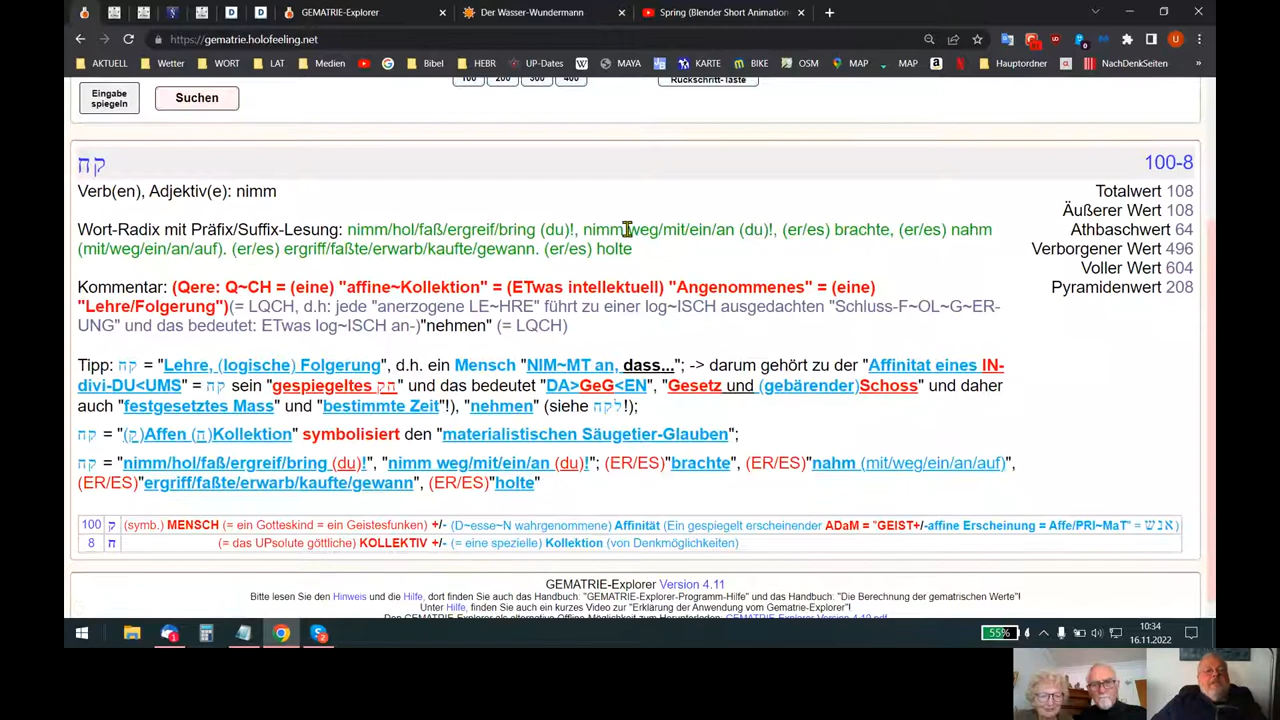 GEMATRIE-Explorer
Der Wasser-Wundermann
Spring (Blender Short Animation
https://gematrie.holofeeling.net
AKTUELL Wetter WORT LAT Medien Bibel HEBR UP-Dates MAYA KARTE BIKE OSM MAP MAP Hauptordner NachDenkSeiten
100 200 300 400 Rückschritt-Taste
Eingabe
spiegeln
Suchen
קח 100-8
Verb(en), Adjektiv(e): nimm
Totalwert 108
Äußerer Wert 108
Athbaschwert 64
Verborgener Wert 496
Voller Wert 604
Pyramidenwert 208
Wort-Radix mit Präfix/Suffix-Lesung: nimm/hol/faß/ergreif/bring (du)!, nimm weg/mit/ein/an (du)!, (er/es) brachte, (er/es) nahm
(mit/weg/ein/an/auf). (er/es) ergriff/faßte/erwarb/kaufte/gewann. (er/es) holte
Kommentar: (Qere: Q~CH = (eine) "affine~Kollektion" = (ETwas intellektuell) "Angenommenes" = (eine)
"Lehre/Folgerung")(= LQCH, d.h: jede "anerzogene LE~HRE" führt zu einer log~ISCH ausgedachten "Schluss-F~OL~G~ER-
UNG" und das bedeutet: ETwas log~ISCH an-)"nehmen" (= LQCH)
Tipp: קח = "Lehre, (logische) Folgerung", d.h. ein Mensch "NIM~MT an, dass..."; -> darum gehört zu der "Affinitat eines IN-
divi-DU<UMS" = קח sein "gespiegeltes חק" und das bedeutet "DA>GeG<EN", "Gesetz und (gebärender)Schoss" und daher
auch "festgesetztes Mass" und "bestimmte Zeit"!), "nehmen" (siehe לקח!);
קח = "(ק)Affen (ח)Kollektion" symbolisiert den "materialistischen Säugetier-Glauben";
קח = "nimm/hol/faß/ergreif/bring (du)!", "nimm weg/mit/ein/an (du)!"; (ER/ES)"brachte", (ER/ES)"nahm (mit/weg/ein/an/auf)",
(ER/ES)"ergriff/faßte/erwarb/kaufte/gewann", (ER/ES)"holte"
100 ק (symb.) MENSCH (= ein Gotteskind = ein Geistesfunken) +/- (D~esse~N wahrgenommene) Affinität (Ein gespiegelt erscheinender ADaM = "GEIST+/-affine Erscheinung = Affe/PRI~MaT" = אנש)
8 ח (= das UPsolute göttliche) KOLLEKTIV +/- (= eine spezielle) Kollektion (von Denkmöglichkeiten)
GEMATRIE-Explorer Version 4.11
Bitte lesen Sie den Hinweis und die Hilfe, dort finden Sie auch das Handbuch: "GEMATRIE-Explorer-Programm-Hilfe" und das Handbuch: "Die Berechnung der gematrischen Werte"!
Unter Hilfe, finden Sie auch ein kurzes Video zur "Erklärung der Anwendung vom Gematrie-Explorer"!
55%
10:34
16.11.2022